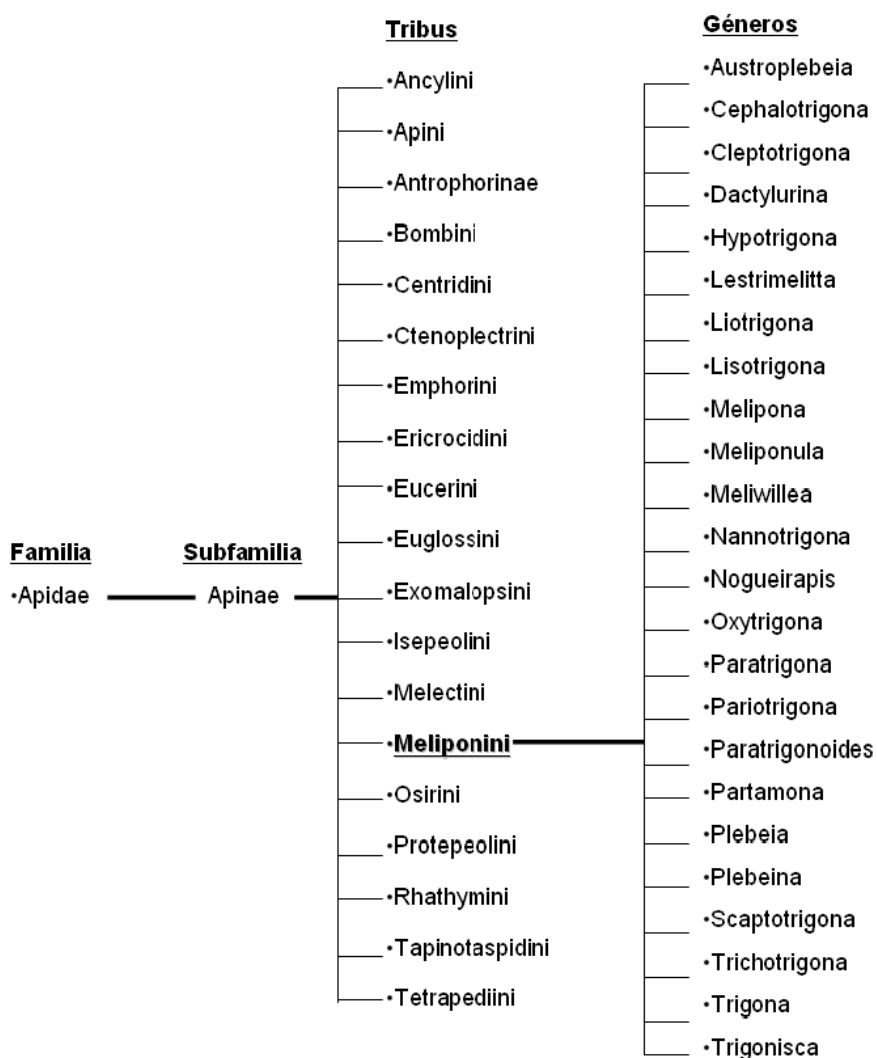 Familia
•Apidae
Subfamilia
Apinae
Tribus
•Ancylini
•Apini
•Antrophorinae
•Bombini
•Centridini
•Ctenoplectrini
•Emphorini
•Ericrocidini
•Eucerini
•Euglossini
•Exomalopsini
•Isepeolini
•Melectini
•Meliponini
•Osirini
•Protepeolini
•Rhathymini
•Tapinotaspidini
•Tetrapediini
Géneros
•Austroplebeia
•Cephalotrigona
•Cleptotrigona
•Dactylurina
•Hypotrigona
•Lestrimelitta
•Liotrigona
•Lisotrigona
•Melipona
•Meliponula
•Meliwillea
•Nannotrigona
•Nogueirapis
•Oxytrigona
•Paratrigona
•Pariotrigona
•Paratrigonoides
•Partamona
•Plebeia
•Plebeina
•Scaptotrigona
•Trichotrigona
•Trigona
•Trigonisca